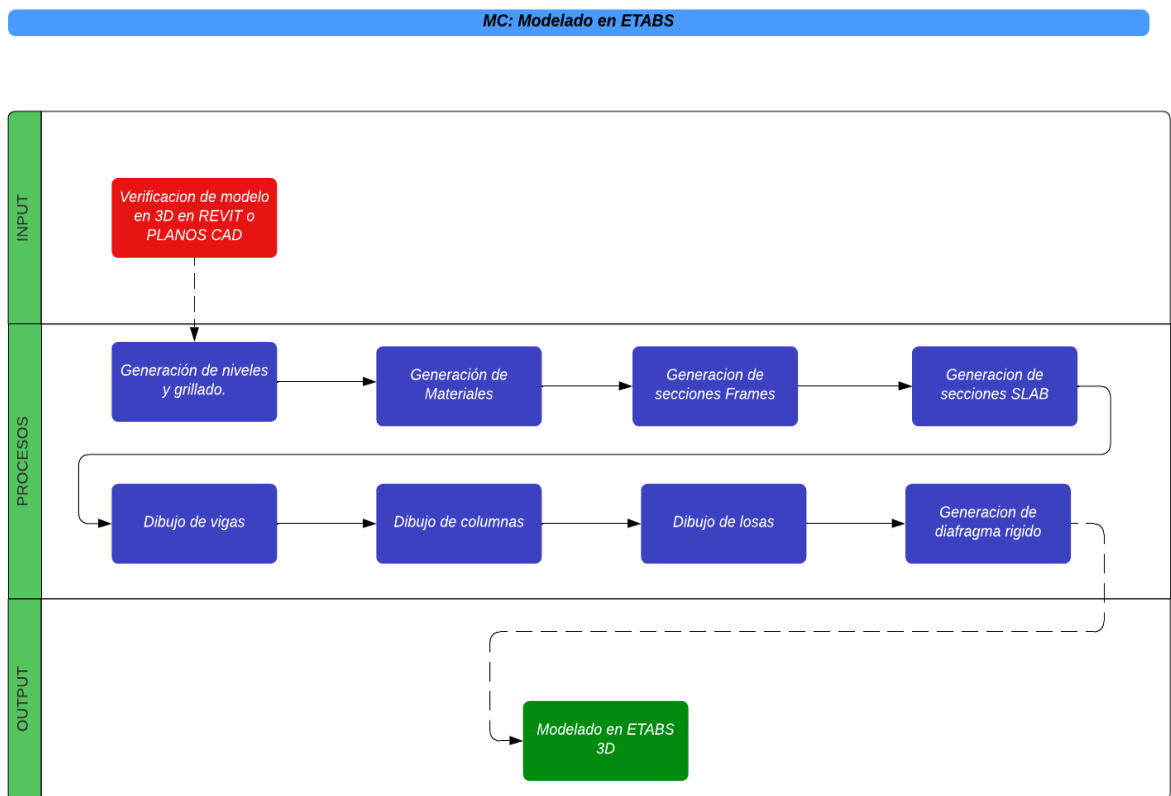 MC: Modelado en ETABS
INPUT
Verificacion de modelo
en 3D en REVIT o
PLANOS CAD
PROCESOS
Generación de niveles
y grillado.
Generación de
Materiales
Generacion de
secciones Frames
Generacion de
secciones SLAB
Dibujo de vigas
Dibujo de columnas
Dibujo de losas
Generacion de
diafragma rigido
OUTPUT
Modelado en ETABS
3D